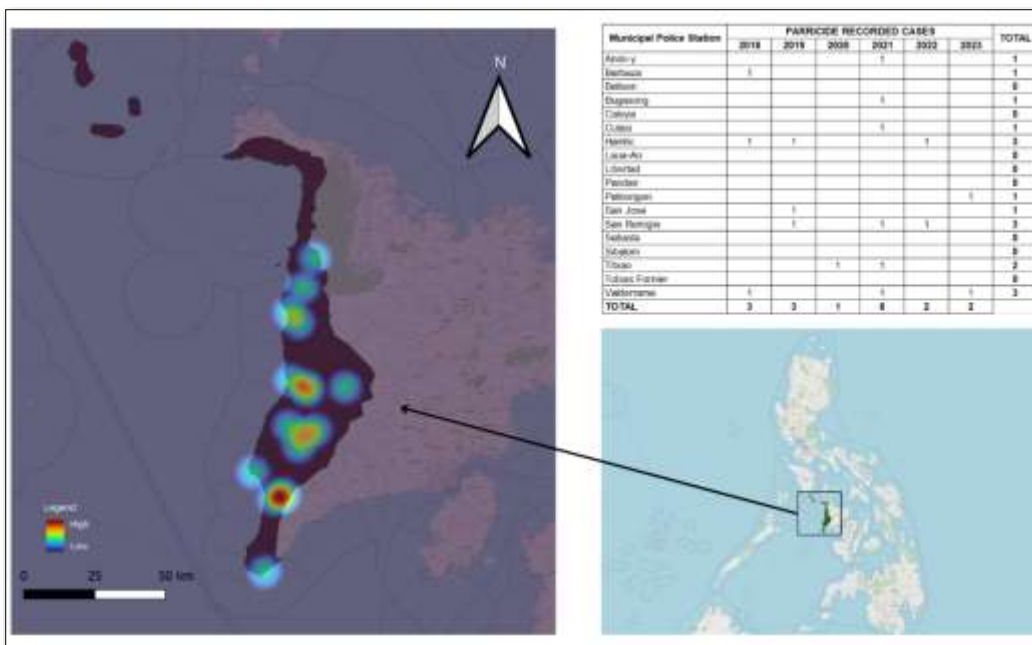 N
Legend
High
Low
0 25 50 km
Municipal Police Station PARRICIDE RECORDED CASES TOTAL
2018 2019 2020 2021 2022 2023
Anini-y 1 1
Barbaza 1 1
Belison 0
Bugasong 1 1
Caluya 0
Culasi 1 1
Hamtic 1 1 1 3
Laua-An 0
Libertad 0
Pandan 0
Patnongon 1 1
San Jose 1 1
San Remigio 1 1 1 3
Sebaste 0
Sibalom 0
Tibiao 1 1 2
Tobias Fornier 0
Valderrama 1 1 1 3
TOTAL 3 3 1 6 2 2